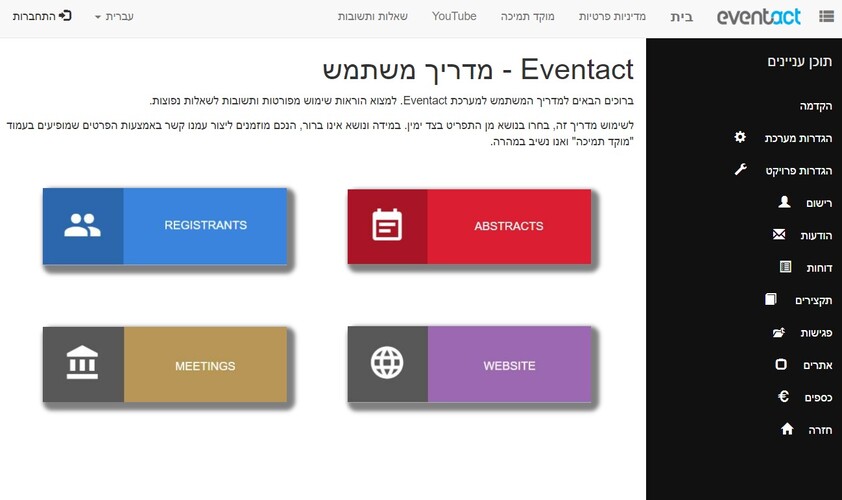 eventact
בית
מדיניות פרטיות
מוקד תמיכה
YouTube
שאלות ותשובות
עברית
התחברות
תוכן עניינים
הקדמה
הגדרות מערכת
הגדרות פרויקט
רישום
הודעות
דוחות
תקצירים
פגישות
אתרים
כספים
חזרה
Eventact - מדריך משתמש
ברוכים הבאים למדריך המשתמש למערכת Eventact. למצוא הוראות שימוש מפורטות ותשובות לשאלות נפוצות.
לשימוש מדריך זה, בחרו בנושא מן התפריט בצד ימין. במידה ונושא אינו ברור, הנכם מוזמנים ליצור עמנו קשר באמצעות הפרטים שמופיעים בעמוד
"מוקד תמיכה" ואנו נשיב במהרה.
ABSTRACTS
REGISTRANTS
WEBSITE
MEETINGS